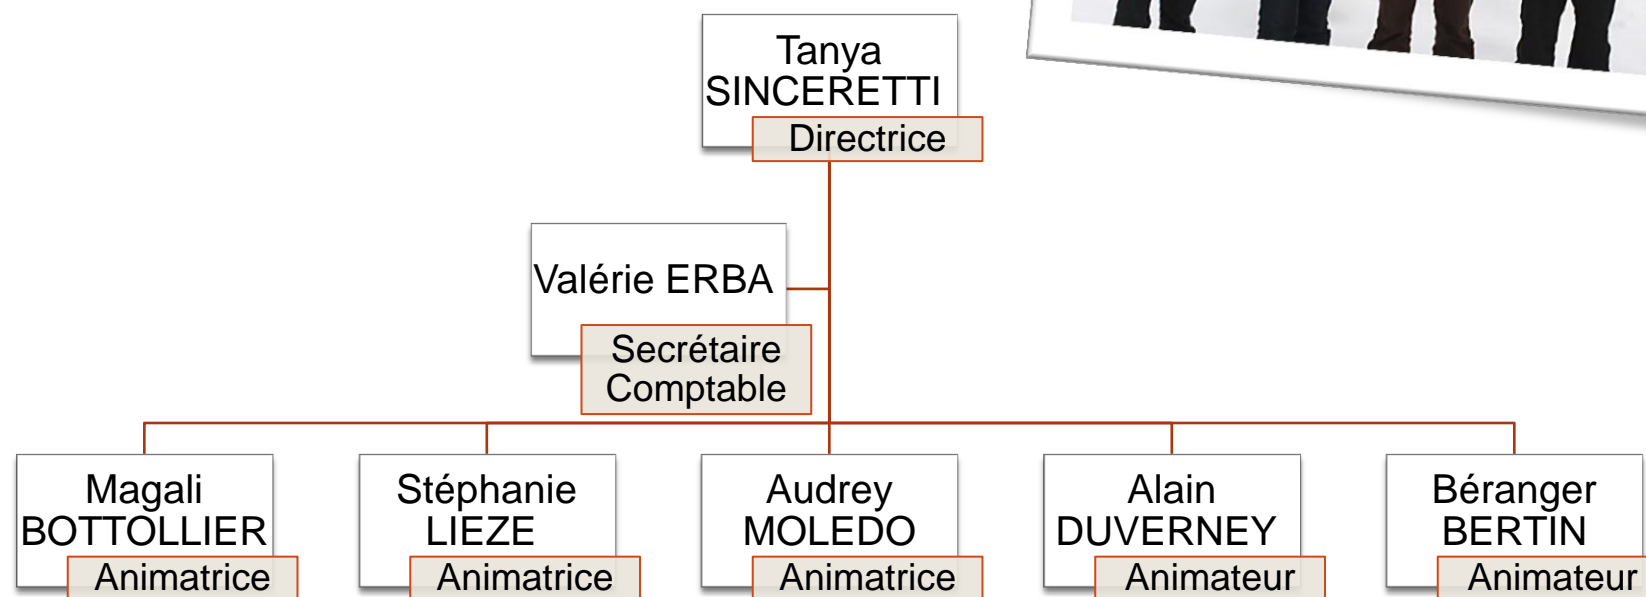 Tanya
SINCERETTI
Directrice
Valérie ERBA
Secrétaire
Comptable
Magali
BOTTOLLIER
Animatrice
Stéphanie
LIEZE
Animatrice
Audrey
MOLEDO
Animatrice
Alain
DUVERNEY
Animateur
Béranger
BERTIN
Animateur